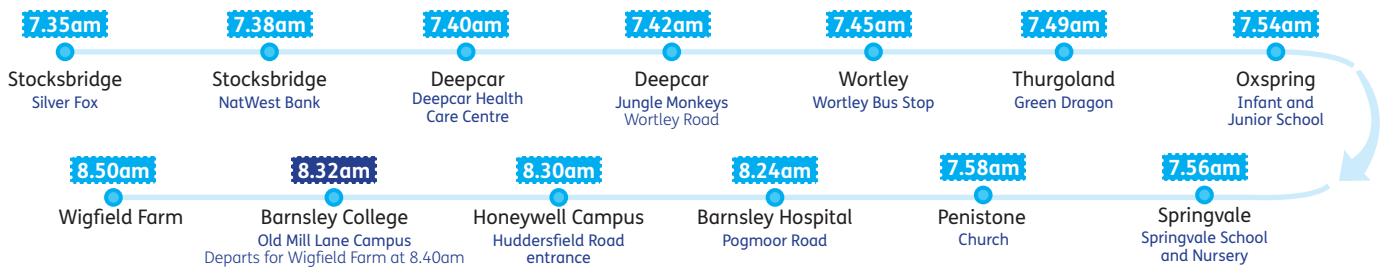 7.35am
7.38am
7.40am
7.42am
7.45am
7.49am
7.54am
Stocksbridge
Silver Fox
Stocksbridge
NatWest Bank
Deepcar
Deepcar Health
Care Centre
Deepcar
Jungle Monkeys
Wortley Road
Wortley
Wortley Bus Stop
Thurgoland
Green Dragon
Oxspring
Infant and
Junior School
8.50am
8.32am
8.30am
8.24am
7.58am
7.56am
Wigfield Farm
Barnsley College
Old Mill Lane Campus
Departs for Wigfield Farm at 8.40am
Honeywell Campus
Huddersfield Road
entrance
Barnsley Hospital
Pogmoor Road
Penistone
Church
Springvale
Springvale School
and Nursery